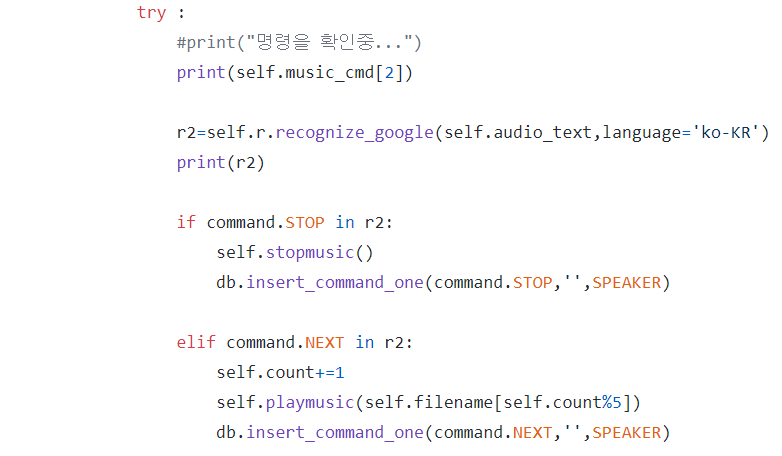 try :
#print("명령을 확인중...")
print(self.music_cmd[2])
r2=self.r.recognize_google(self.audio_text,language='ko-KR')
print(r2)
if command.STOP in r2:
self.stopmusic()
db.insert_command_one(command.STOP,'',SPEAKER)
elif command.NEXT in r2:
self.count+=1
self.playmusic(self.filename[self.count%5])
db.insert_command_one(command.NEXT,'',SPEAKER)